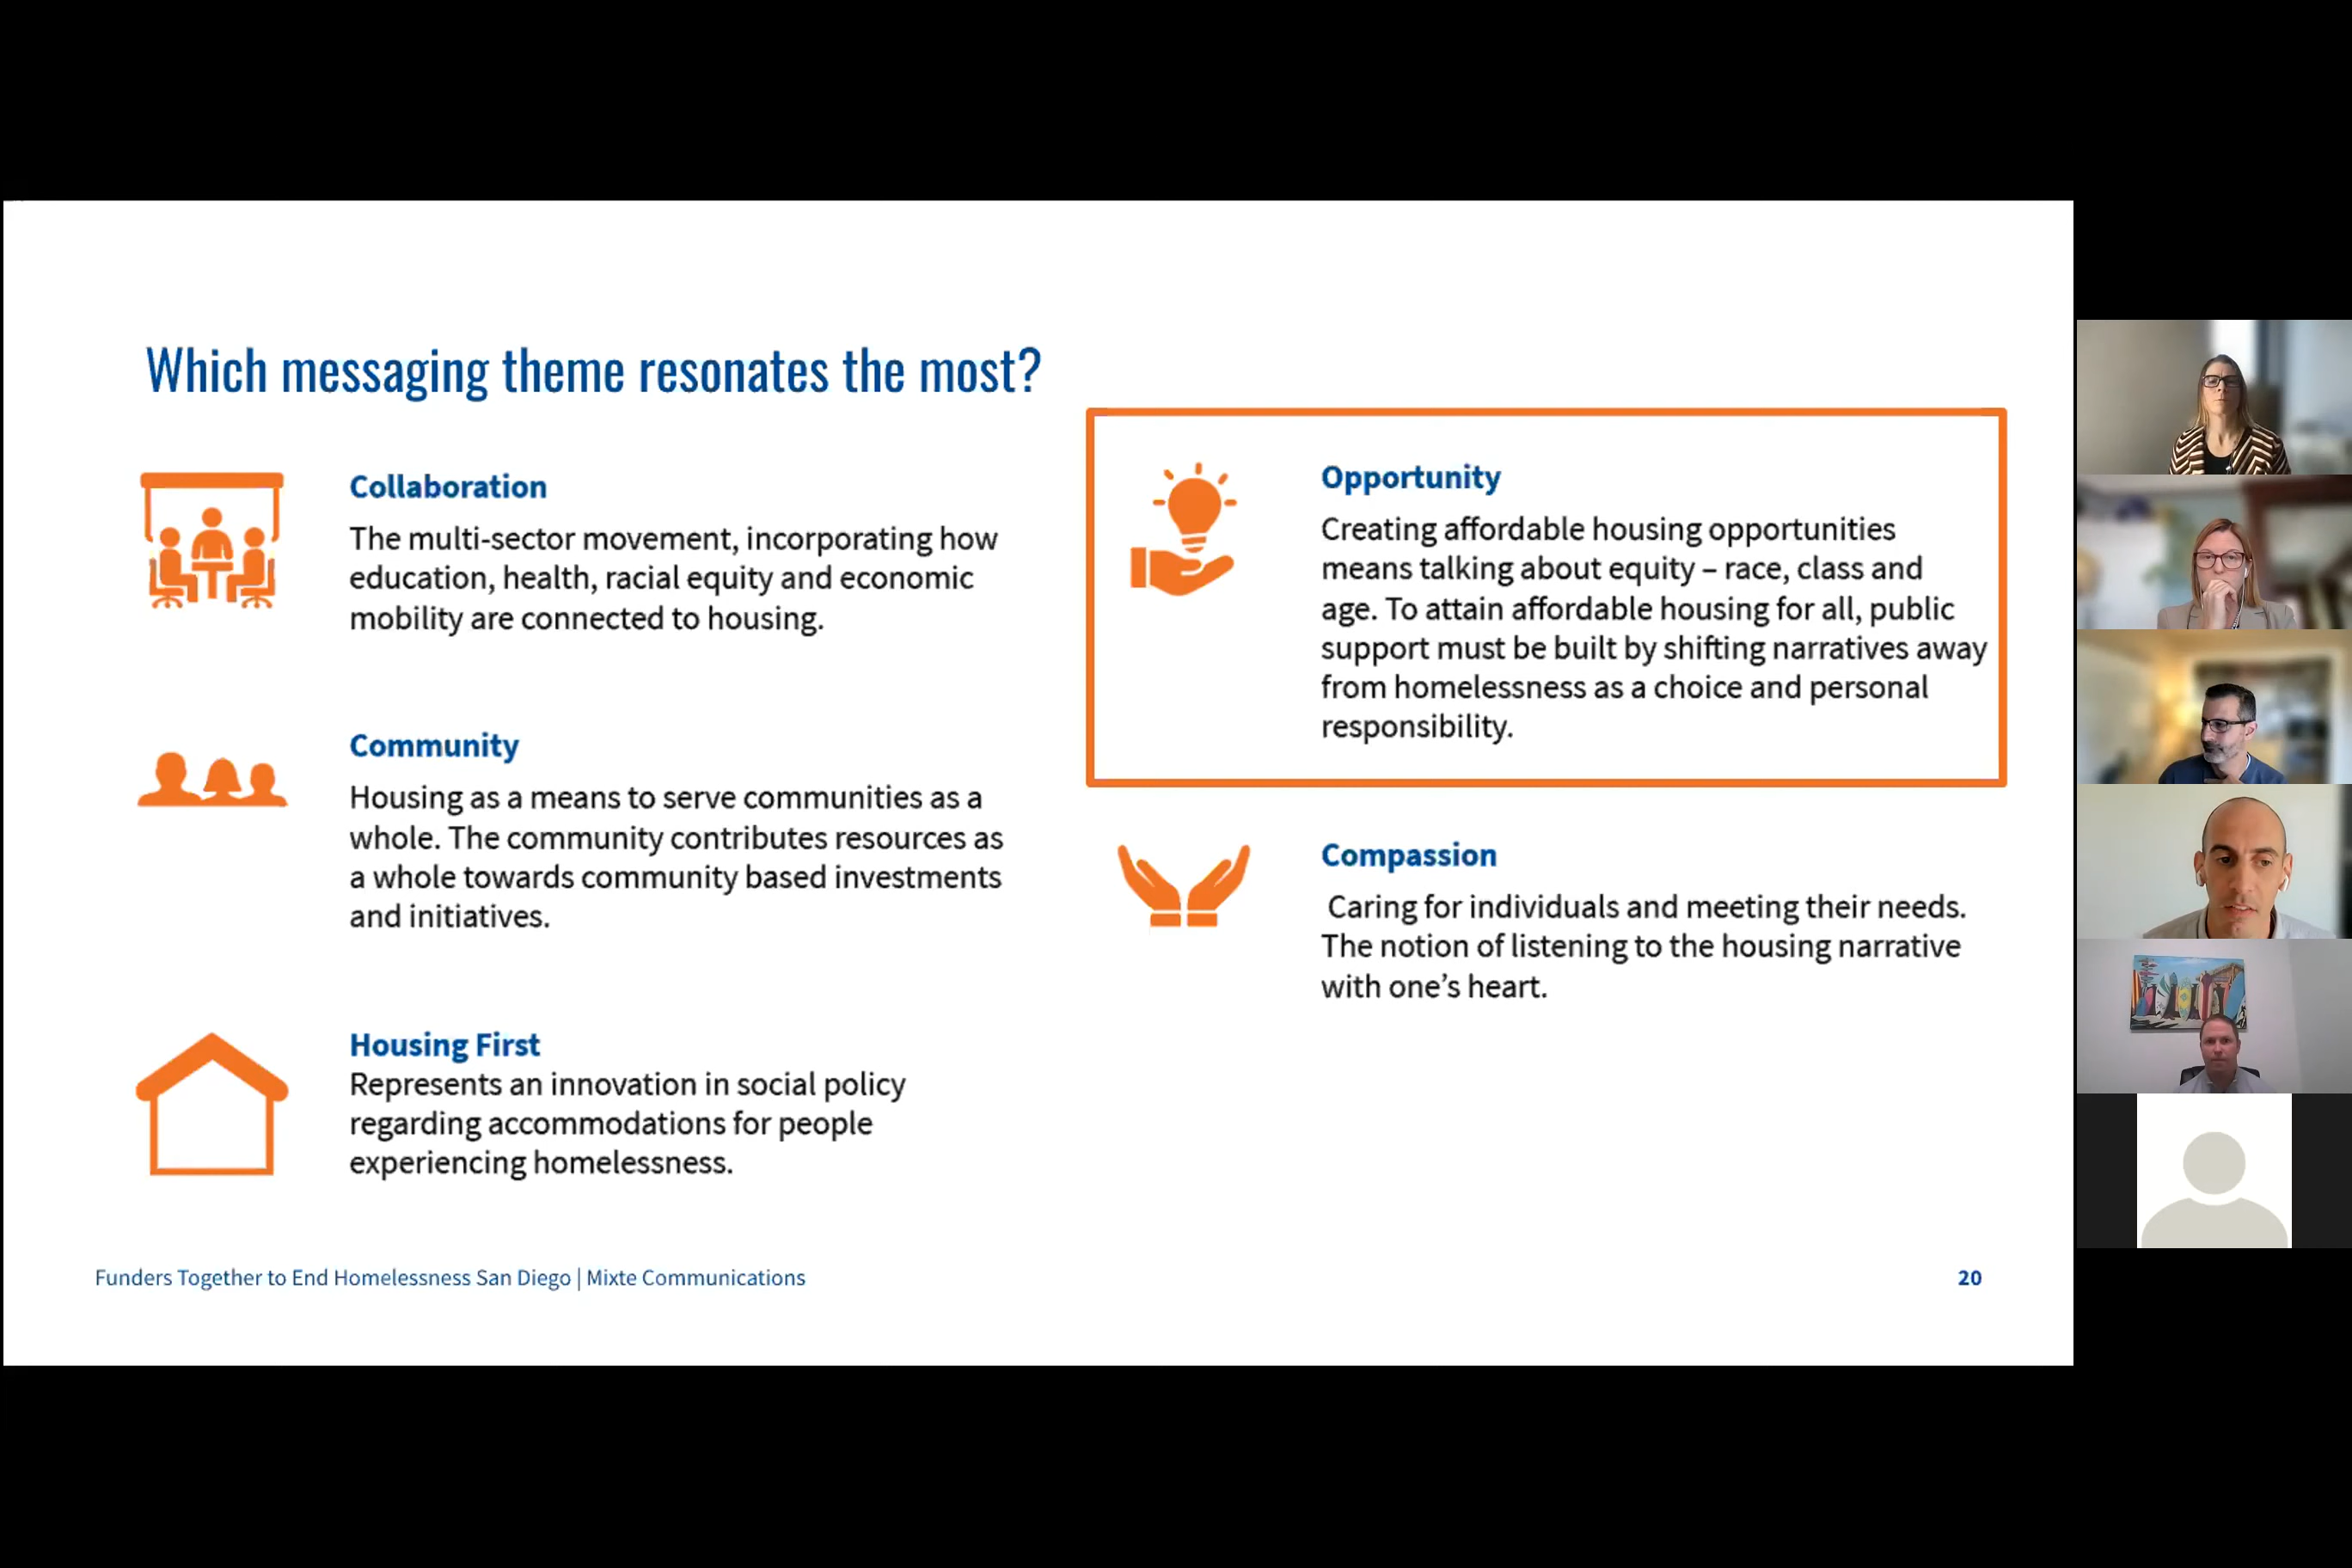 Which messaging theme resonates the most?
Collaboration
The multi-sector movement, incorporating how
education, health, racial equity and economic
mobility are connected to housing.
Community
Housing as a means to serve communities as a
whole. The community contributes resources as
a whole towards community based investments
and initiatives.
Housing First
Represents an innovation in social policy
regarding accommodations for people
experiencing homelessness.
Opportunity
Creating affordable housing opportunities
means talking about equity – race, class and
age. To attain affordable housing for all, public
support must be built by shifting narratives away
from homelessness as a choice and personal
responsibility.
Compassion
Caring for individuals and meeting their needs.
The notion of listening to the housing narrative
with one’s heart.
Funders Together to End Homelessness San Diego | Mixte Communications
20